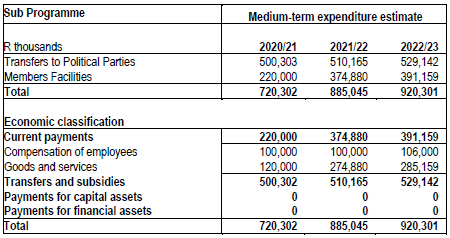 Sub Programme Medium-term expenditure estimate
R thousands 2020/21 2021/22 2022/23
Transfers to Political Parties 500,303 510,165 529,142
Members Facilities 220,000 374,880 391,159
Total 720,302 885,045 920,301
Economic classification
Current payments 220,000 374,880 391,159
Compensation of employees 100,000 100,000 106,000
Goods and services 120,000 274,880 285,159
Transfers and subsidies 500,302 510,165 529,142
Payments for capital assets 0 0 0
Payments for financial assets 0 0 0
Total 720,302 885,045 920,301